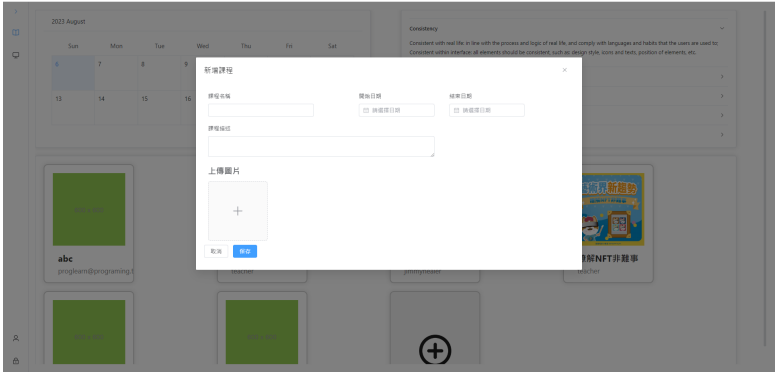 2023 August
Sun Mon Tue Wed Thu Fri Sat
6 7 8 9
13 14 15 16
Consistency
Consistent with real life: in line with the process and logic of real life, and comply with languages and habits that the users are used to;
Consistent within interface: all elements should be consistent, such as: design style, icons and texts, position of elements, etc.
新增課程
課程名稱
開始日期
結束日期
請選擇日期
請選擇日期
課程描述
上傳圖片
取消
保存
abc
proglearn@programing.t
teacher
jimmyviewer
解NFT非難事
teacher